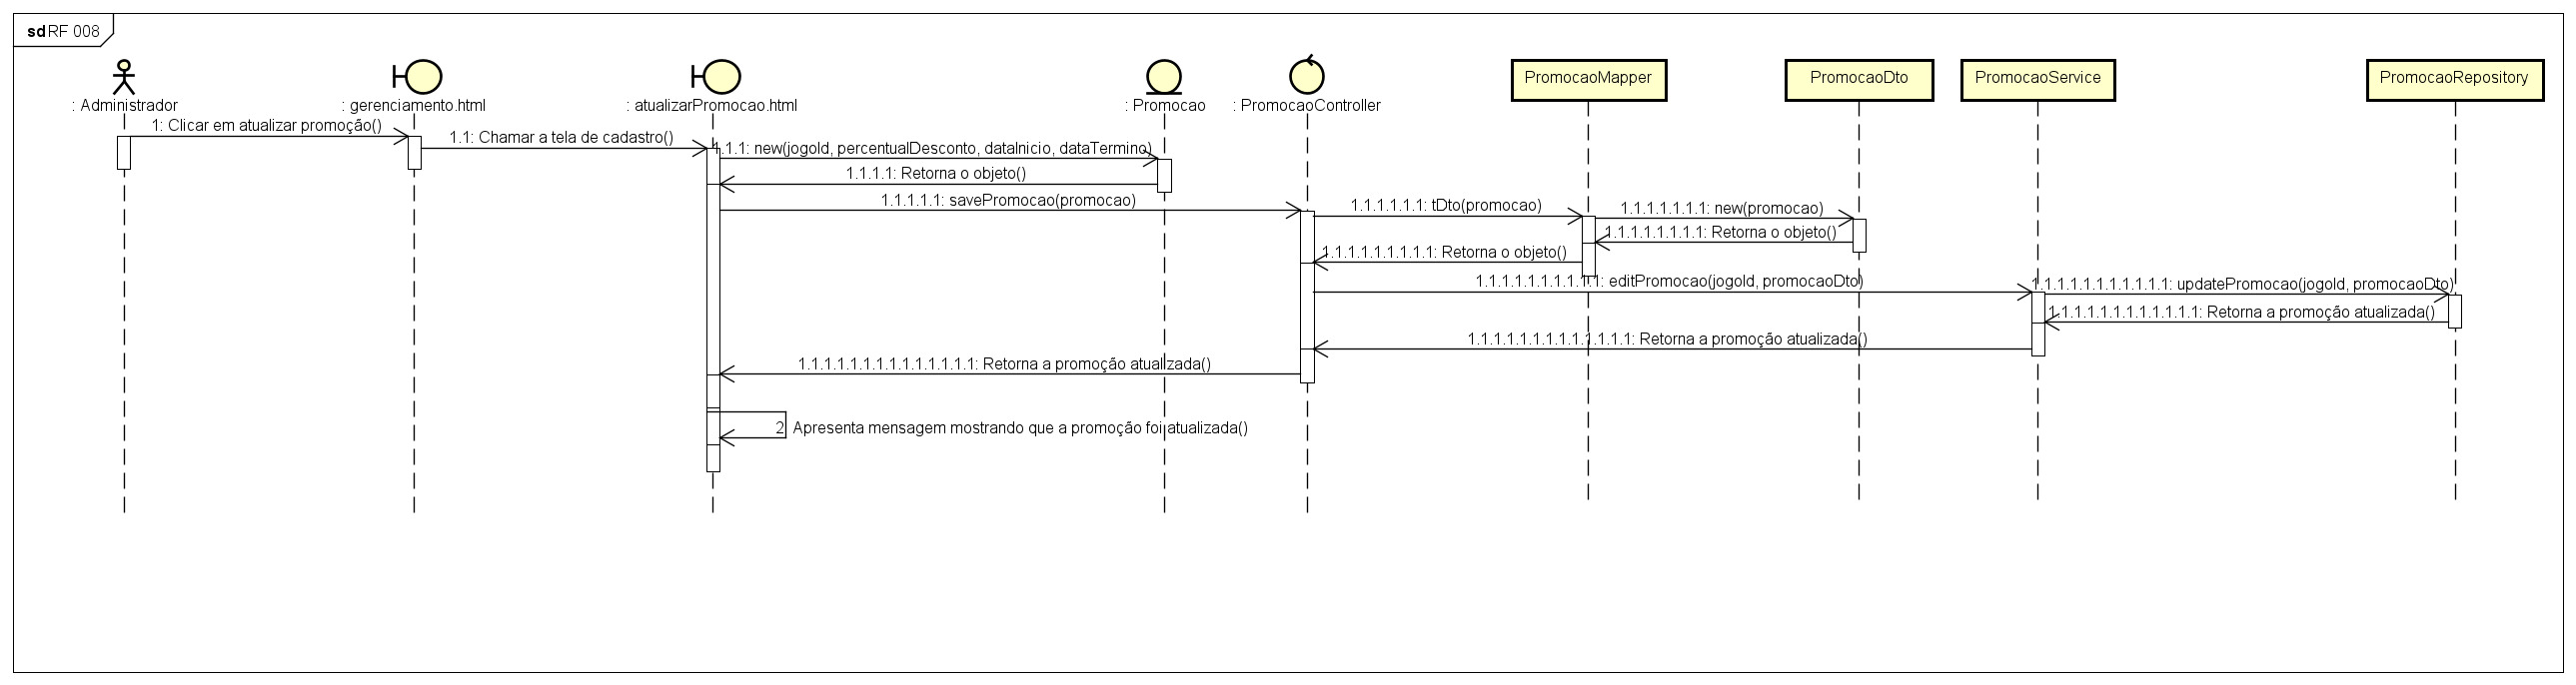 sd RF 008
: Administrador
: gerenciamento.html
: atualizarPromocao.html
: Promocao
: PromocaoController
PromocaoMapper
PromocaoDto
PromocaoService
PromocaoRepository
1: Clicar em atualizar promoção()
1.1: Chamar a tela de cadastro()
1.1.1: new(jogoId, percentualDesconto, dataInicio, dataTermino)
1.1.1.1: Retorna o objeto()
1.1.1.1.1: savePromocao(promocao)
1.1.1.1.1.1: tDto(promocao)
1.1.1.1.1.1.1: new(promocao)
1.1.1.1.1.1.1.1: Retorna o objeto()
1.1.1.1.1.1.1.1.1: Retorna o objeto()
1.1.1.1.1.1.1.1.1.1: editPromocao(jogoId, promocaoDto)
1.1.1.1.1.1.1.1.1.1.1: updatePromocao(jogoId, promocaoDto)
1.1.1.1.1.1.1.1.1.1.1.1: Retorna a promoção atualizada()
1.1.1.1.1.1.1.1.1.1.1.1.1: Retorna a promoção atualizada()
1.1.1.1.1.1.1.1.1.1.1.1.1.1: Retorna a promoção atualizada()
2 Apresenta mensagem mostrando que a promoção foi atualizada()